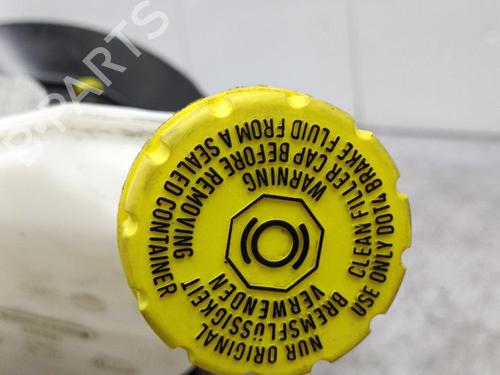 WARNING
CLEAN FILLER CAP BEFORE REMOVING
USE ONLY DOT4 BRAKE FLUID FROM A SEALED CONTAINER
NUR ORIGINAL
BREMSFLÜSSIGKEIT
VERWENDEN
B-PARTS